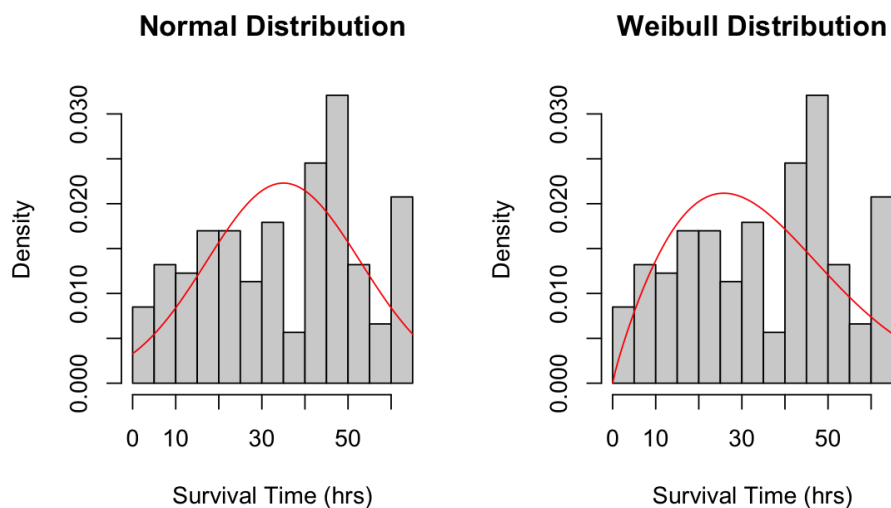 Normal Distribution
Density
0.000 0.010 0.020 0.030
0 10 30 50
Survival Time (hrs)
Weibull Distribution
Density
0.000 0.010 0.020 0.030
0 10 30 50
Survival Time (hrs)